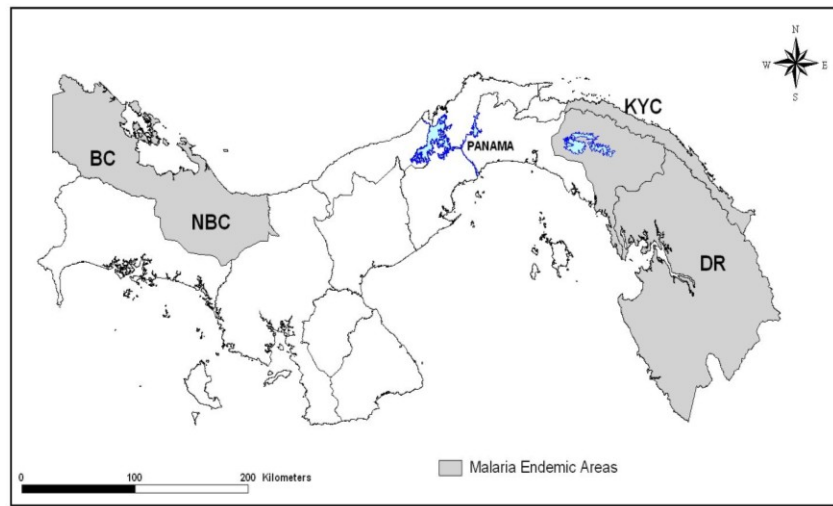 N
W E
S
KYC
BC
PANAMA
NBC
DR
Malaria Endemic Areas
0 100 200 Kilometers